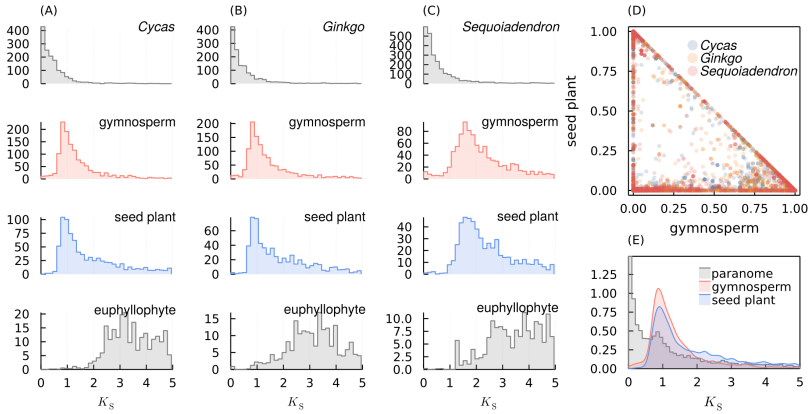 (A)
Cycas
400
300
200
100
0
gymnosperm
200
150
100
50
0
seed plant
100
75
50
25
0
euphyllophyte
20
15
10
5
0
0 1 2 3 4 5
K_S
(B)
Ginkgo
400
300
200
100
0
gymnosperm
200
150
100
50
0
seed plant
60
40
20
0
euphyllophyte
15
10
5
0
0 1 2 3 4 5
K_S
(C)
Sequoiadendron
500
400
300
200
100
0
gymnosperm
80
60
40
20
0
seed plant
40
30
20
10
0
euphyllophyte
10.0
7.5
5.0
2.5
0.0
0 1 2 3 4 5
K_S
(D)
1.00
0.75
0.50
0.25
0.00
seed plant
Cycas
Ginkgo
Sequoiadendron
0.00 0.25 0.50 0.75 1.00
gymnosperm
(E)
1.25
1.00
0.75
0.50
0.25
0.00
paranome
gymnosperm
seed plant
0 1 2 3 4 5
K_S